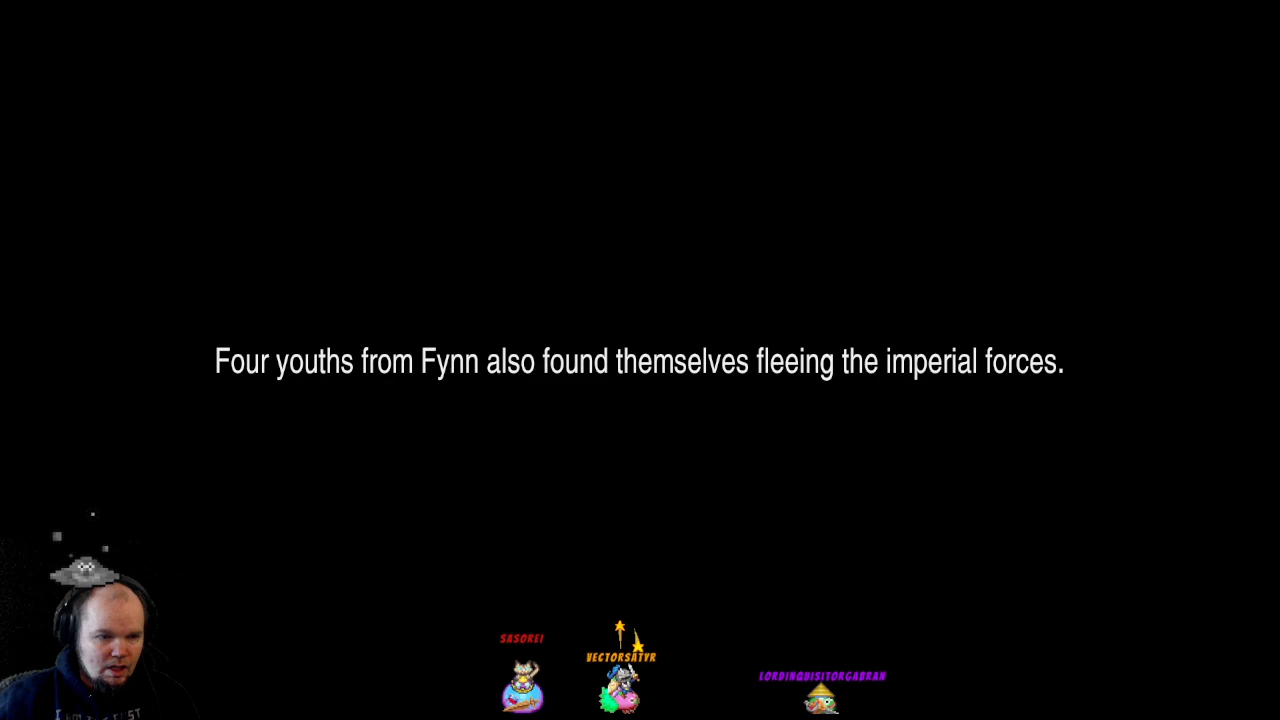 Four youths from Fynn also found themselves fleeing the imperial forces.
SASOREI
VECTORSATYR
LORDINQUISITORGABRAN